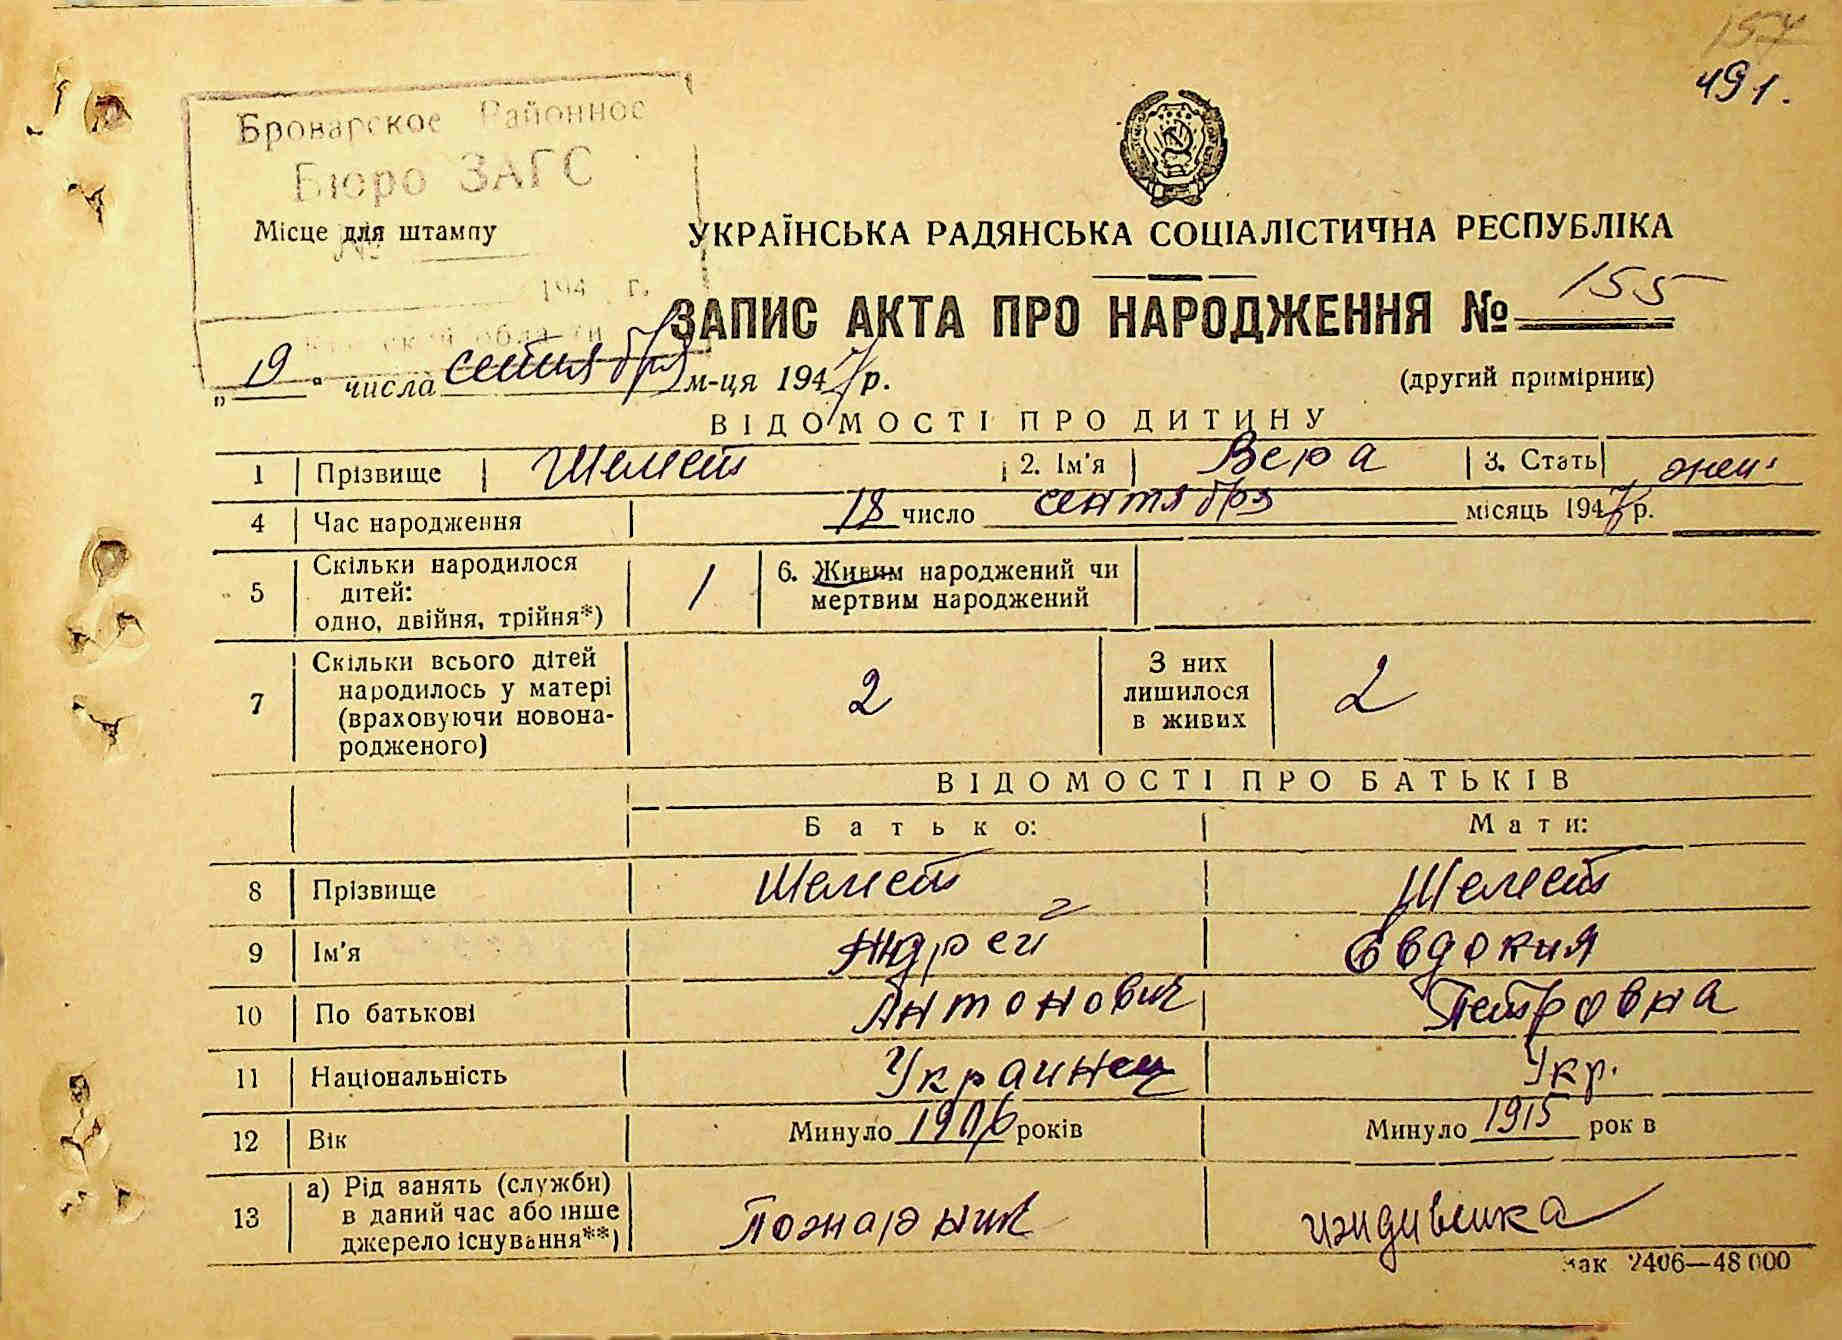 157
491.
Броварское Районное
Бюро ЗАГС
Місце для штампу
№
194 г.
УКРАЇНСЬКА РАДЯНСЬКА СОЦІАЛІСТИЧНА РЕСПУБЛІКА
ЗАПИС АКТА ПРО НАРОДЖЕННЯ № 155
„19" числа сентября м-ця 1947 р.
(другий примірник)
ВІДОМОСТІ ПРО ДИТИНУ
1 Прізвище Шелест 2. Ім'я Вера 3. Стать жен.
4 Час народження 18 число сентября місяць 1947 р.
5 Скільки народилося дітей: одно, двійня, трійня*) 1 6. Живим народжений чи мертвим народжений
7 Скільки всього дітей народилось у матері (враховуючи новонародженого) 2 З них лишилося в живих 2
ВІДОМОСТІ ПРО БАТЬКІВ
Батько: Мати:
8 Прізвище Шелест Шелест
9 Ім'я Андрей Евдокия
10 По батькові Антонович Петровна
11 Національність Украинец Укр.
12 Вік Минуло 1906 років Минуло 1915 рок в
13 а) Рід занять (служби) в даний час або інше джерело існування**) Пожарник иждивенка
зак 2406—48 000